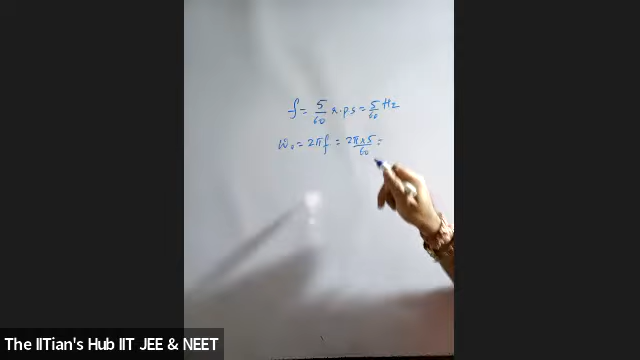 f = 5/60 r.p.s = 5/60 Hz
ω₀ = 2πf = 2π×5/60 =
The IITian's Hub IIT JEE & NEET